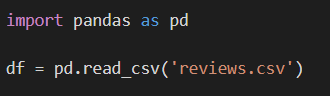 import pandas as pd
df = pd.read_csv('reviews.csv')